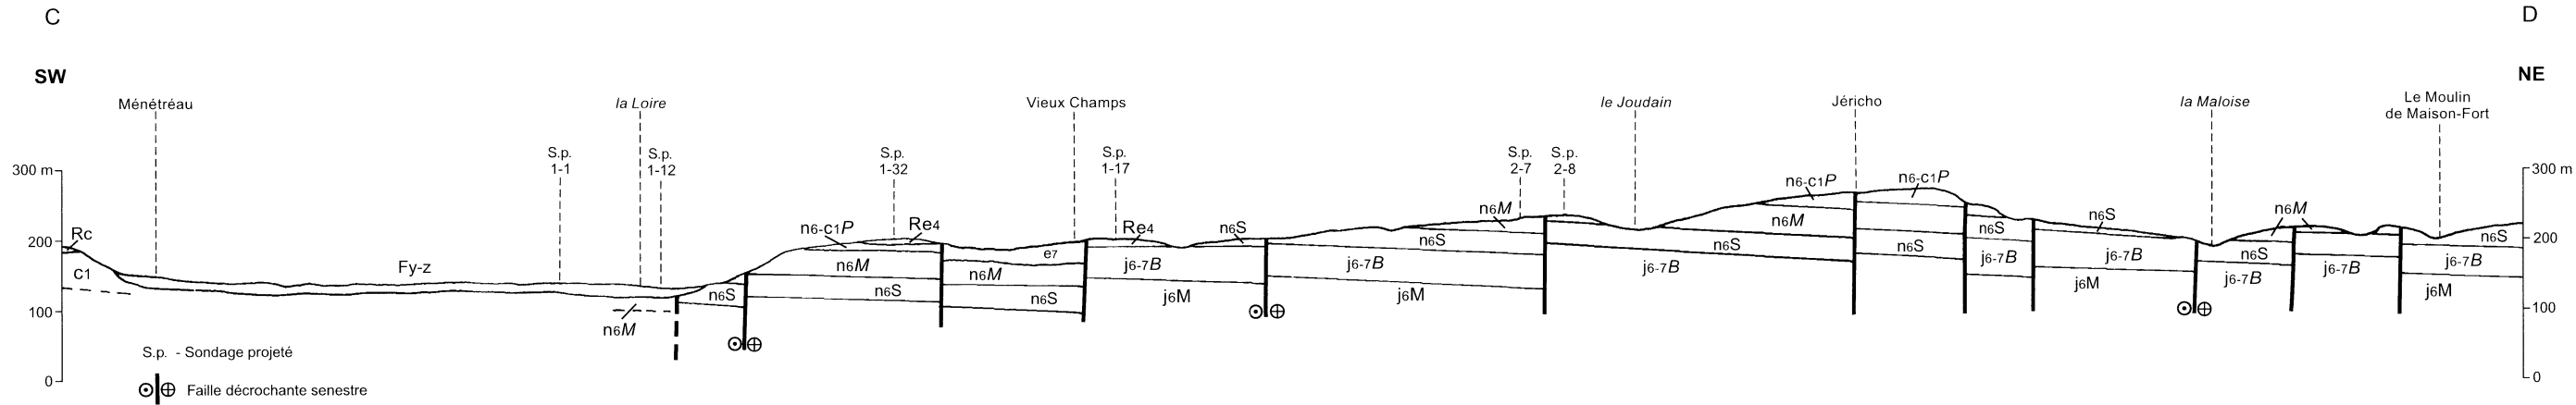 C
D
SW
NE
Ménétréau
la Loire
Vieux Champs
le Joudain
Jéricho
la Maloise
Le Moulin
de Maison-Fort
S.p.
1-1
S.p.
1-12
S.p.
1-32
S.p.
1-17
S.p.
2-7
S.p.
2-8
300 m
200
100
0
300 m
200
100
0
Rc
C1
Fy-z
n6M
n6S
n6-c1P
Re4
n6M
n6S
n6M
e7
n6S
Re4
j6-7B
j6M
n6S
n6M
n6S
j6-7B
j6M
j6-7B
n6-c1P
n6M
n6S
n6-c1P
n6S
n6S
j6-7B
n6S
j6-7B
j6M
n6M
n6S
j6-7B
j6-7B
n6S
j6-7B
j6M
S.p. - Sondage projeté
Faille décrochante senestre